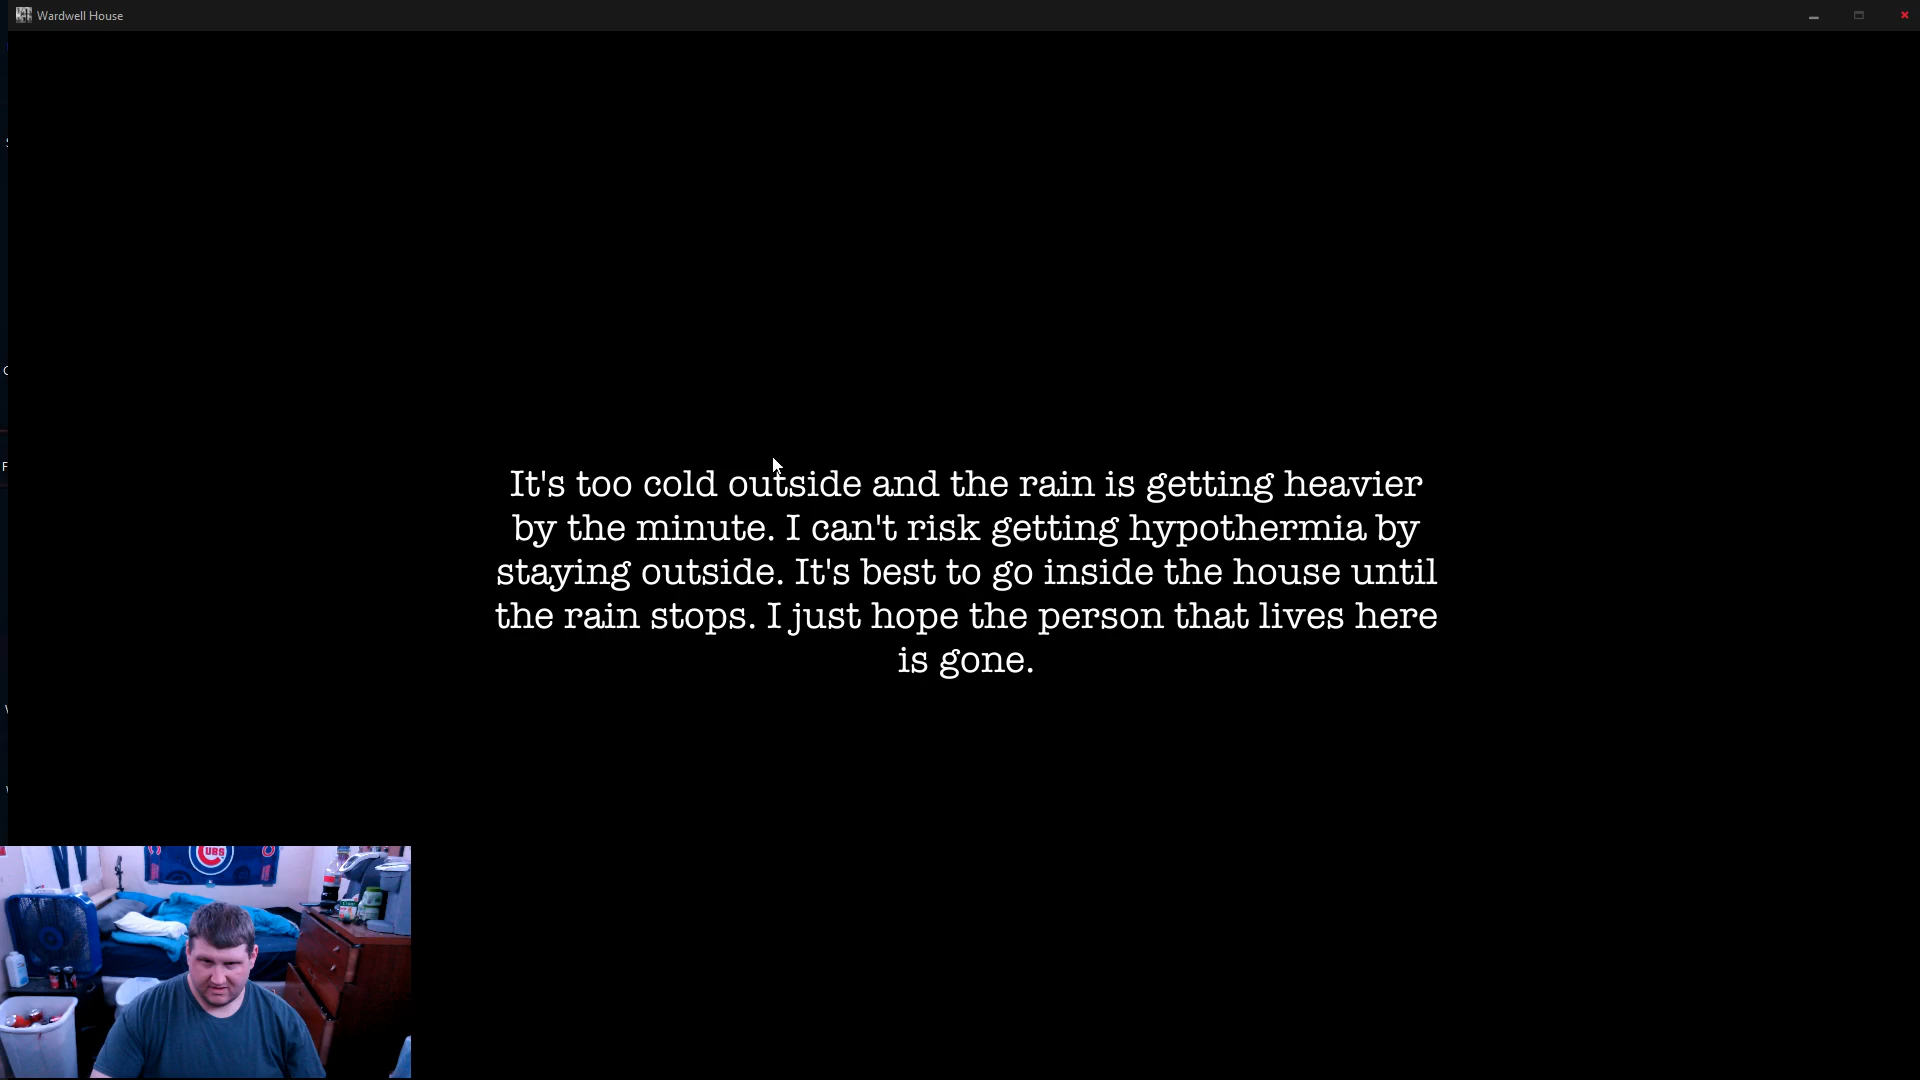 Wardwell House
It's too cold outside and the rain is getting heavier
by the minute. I can't risk getting hypothermia by
staying outside. It's best to go inside the house until
the rain stops. I just hope the person that lives here
is gone.
CUBS